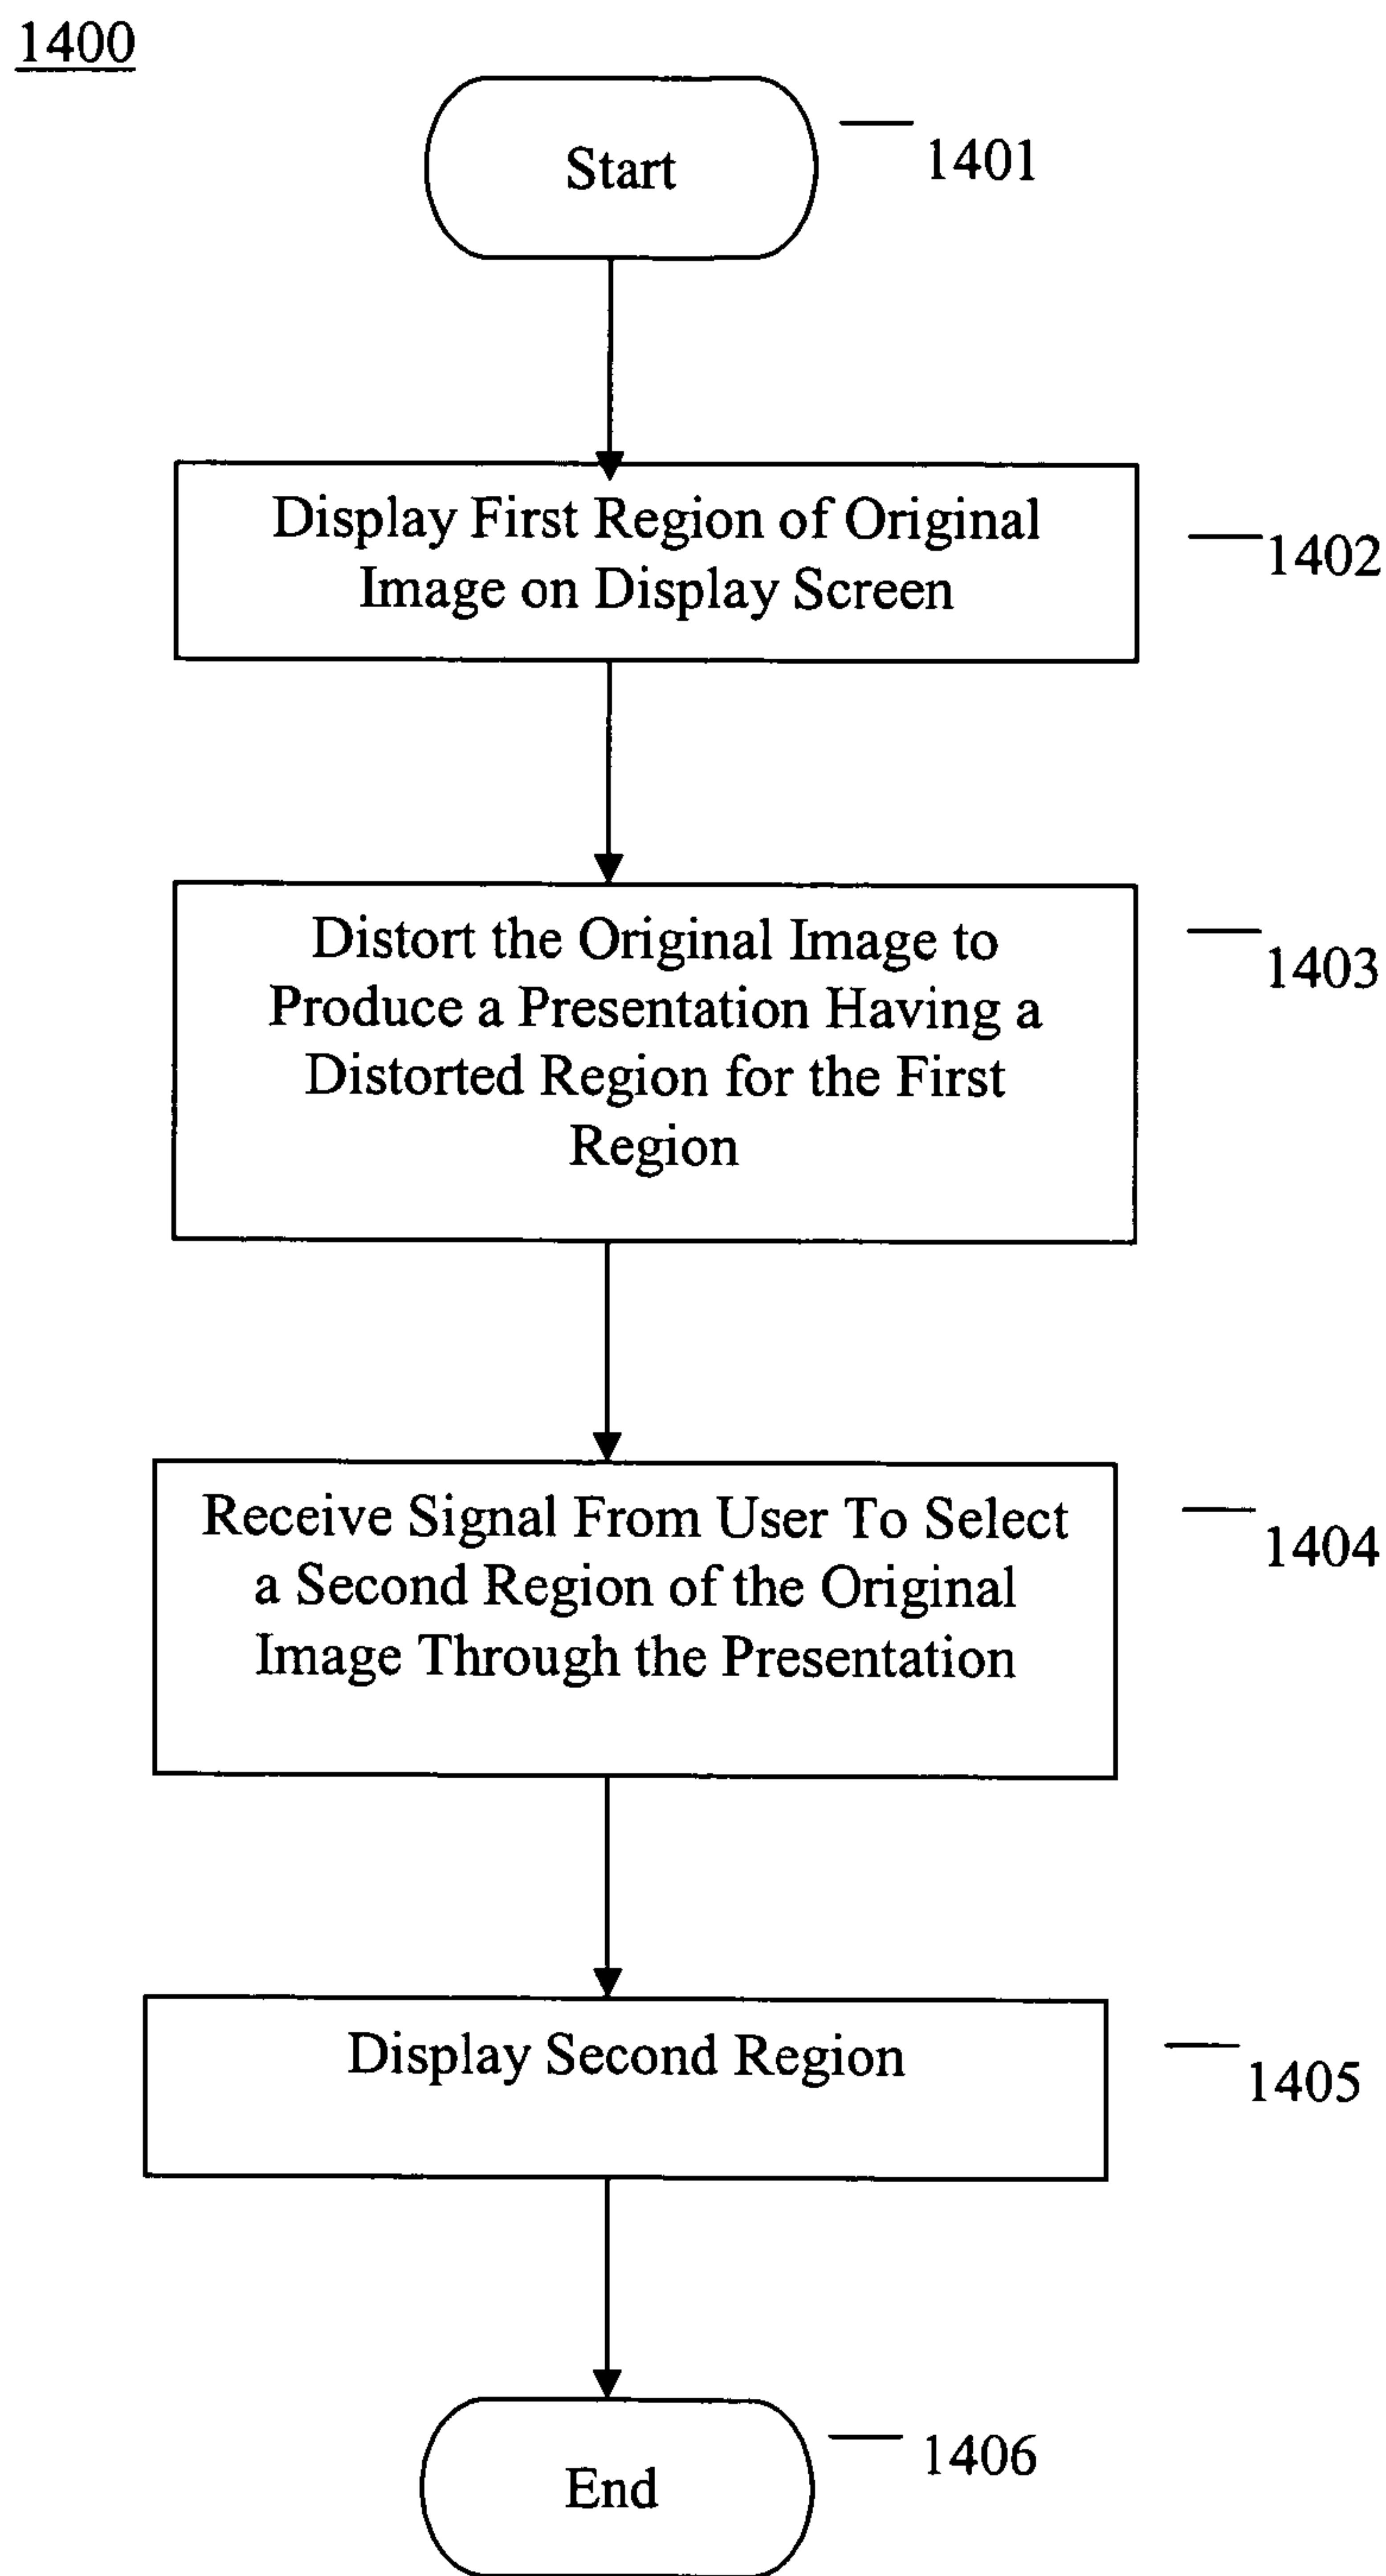 1400
Start
1401
Display First Region of Original
Image on Display Screen
1402
Distort the Original Image to
Produce a Presentation Having a
Distorted Region for the First
Region
1403
Receive Signal From User To Select
a Second Region of the Original
Image Through the Presentation
1404
Display Second Region
1405
End
1406